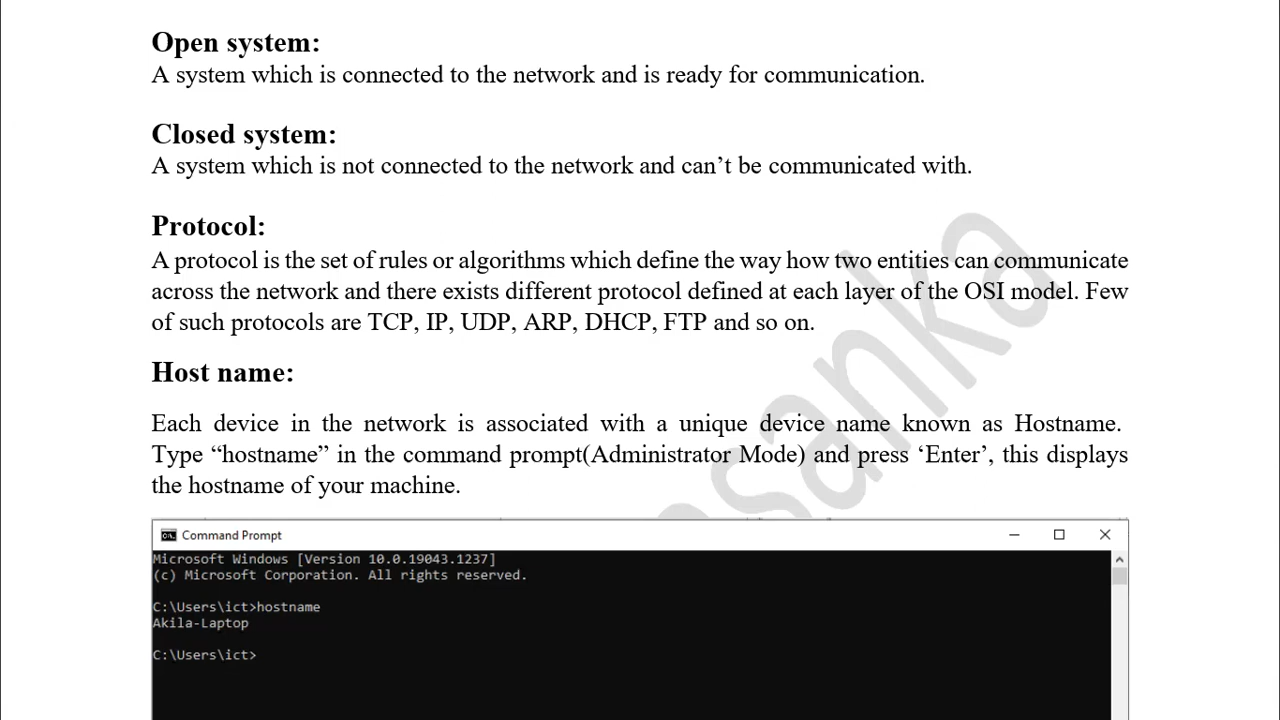 Open system:
A system which is connected to the network and is ready for communication.
Closed system:
A system which is not connected to the network and can’t be communicated with.
Protocol:
A protocol is the set of rules or algorithms which define the way how two entities can communicate
across the network and there exists different protocol defined at each layer of the OSI model. Few
of such protocols are TCP, IP, UDP, ARP, DHCP, FTP and so on.
Host name:
Each device in the network is associated with a unique device name known as Hostname.
Type “hostname” in the command prompt(Administrator Mode) and press ‘Enter’, this displays
the hostname of your machine.
Command Prompt
Microsoft Windows [Version 10.0.19043.1237]
(c) Microsoft Corporation. All rights reserved.
C:\Users\ict>hostname
Akila-Laptop
C:\Users\ict>